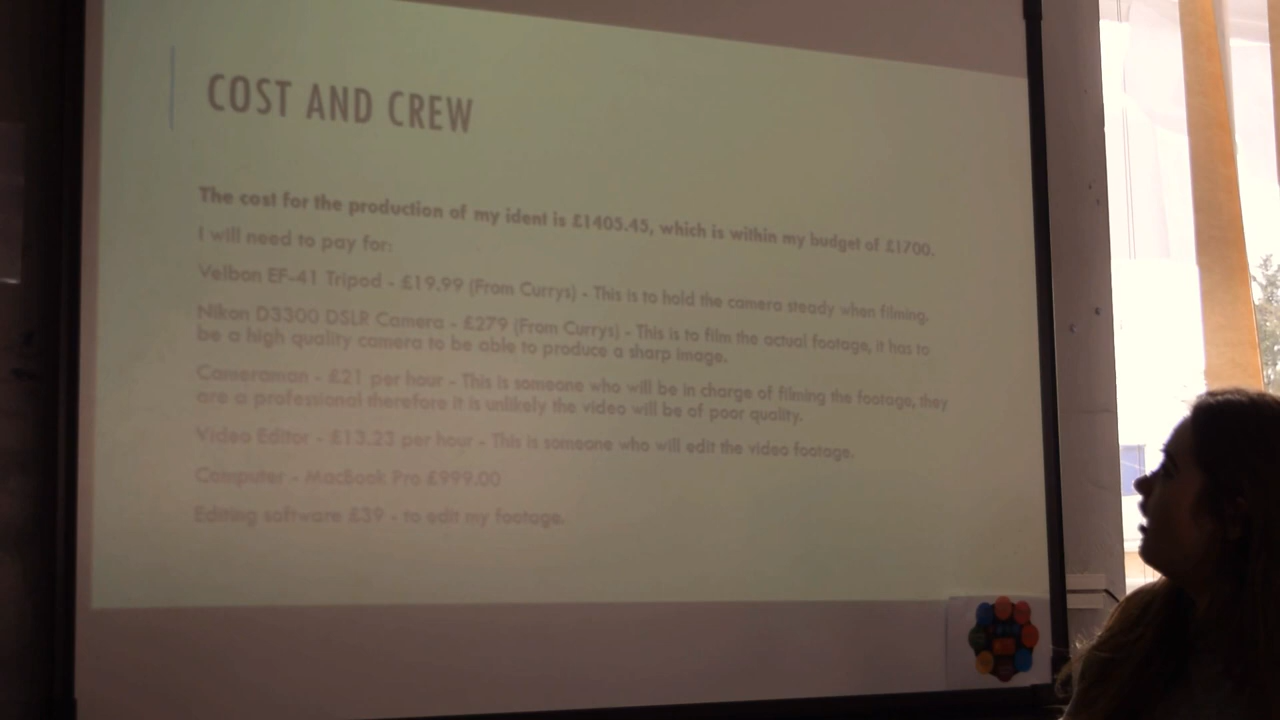 COST AND CREW
The cost for the production of my ident is £1405.45, which is within my budget of £1700.
I will need to pay for:
Velbon EF-41 Tripod - £19.99 (From Currys) - This is to hold the camera steady when filming.
Nikon D3300 DSLR Camera - £279 (From Currys) - This is to film the actual footage, it has to
be a high quality camera to be able to produce a sharp image.
Cameraman - £21 per hour - This is someone who will be in charge of filming the footage, they
are a professional therefore it is unlikely the video will be of poor quality.
Video Editor - £13.23 per hour - This is someone who will edit the video footage.
Computer - MacBook Pro £999.00
Editing software £39 - to edit my footage.